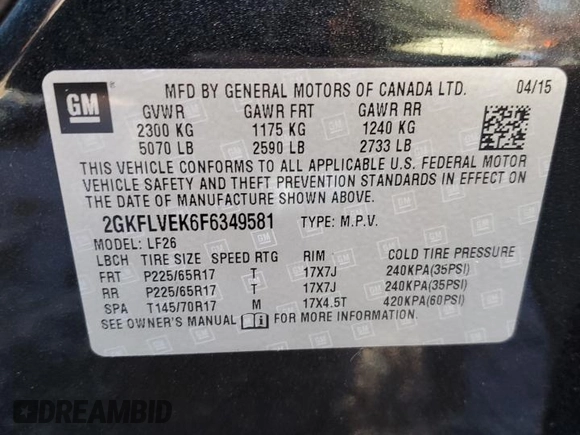 GM
MFD BY GENERAL MOTORS OF CANADA LTD. 04/15
GVWR GAWR FRT GAWR RR
2300 KG 1175 KG 1240 KG
5070 LB 2590 LB 2733 LB
THIS VEHICLE CONFORMS TO ALL APPLICABLE U.S. FEDERAL MOTOR
VEHICLE SAFETY AND THEFT PREVENTION STANDARDS IN EFFECT ON
THE DATE OF MANUFACTURE SHOWN ABOVE.
2GKFLVEK6F6349581 TYPE: M.P.V.
MODEL: LF26
LBCH TIRE SIZE SPEED RTG RIM COLD TIRE PRESSURE
FRT P225/65R17 T 17X7J 240KPA(35PSI)
RR P225/65R17 T 17X7J 240KPA(35PSI)
SPA T145/70R17 M 17X4.5T 420KPA(60PSI)
SEE OWNER'S MANUAL FOR MORE INFORMATION.
DREAMBID